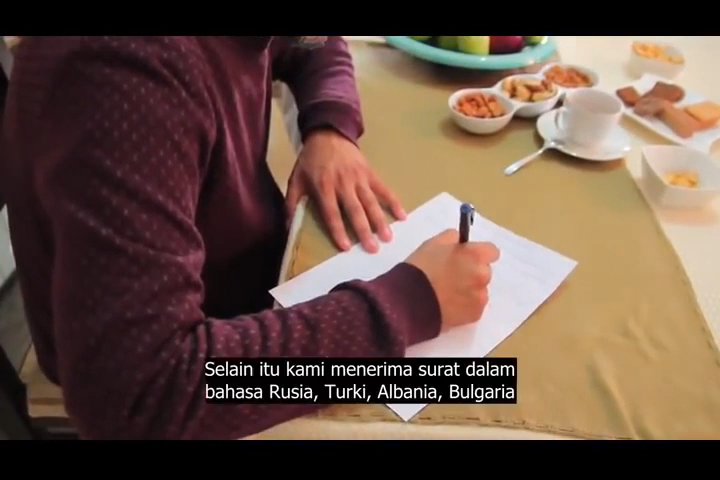 Selain itu kami menerima surat dalam
bahasa Rusia, Turki, Albania, Bulgaria